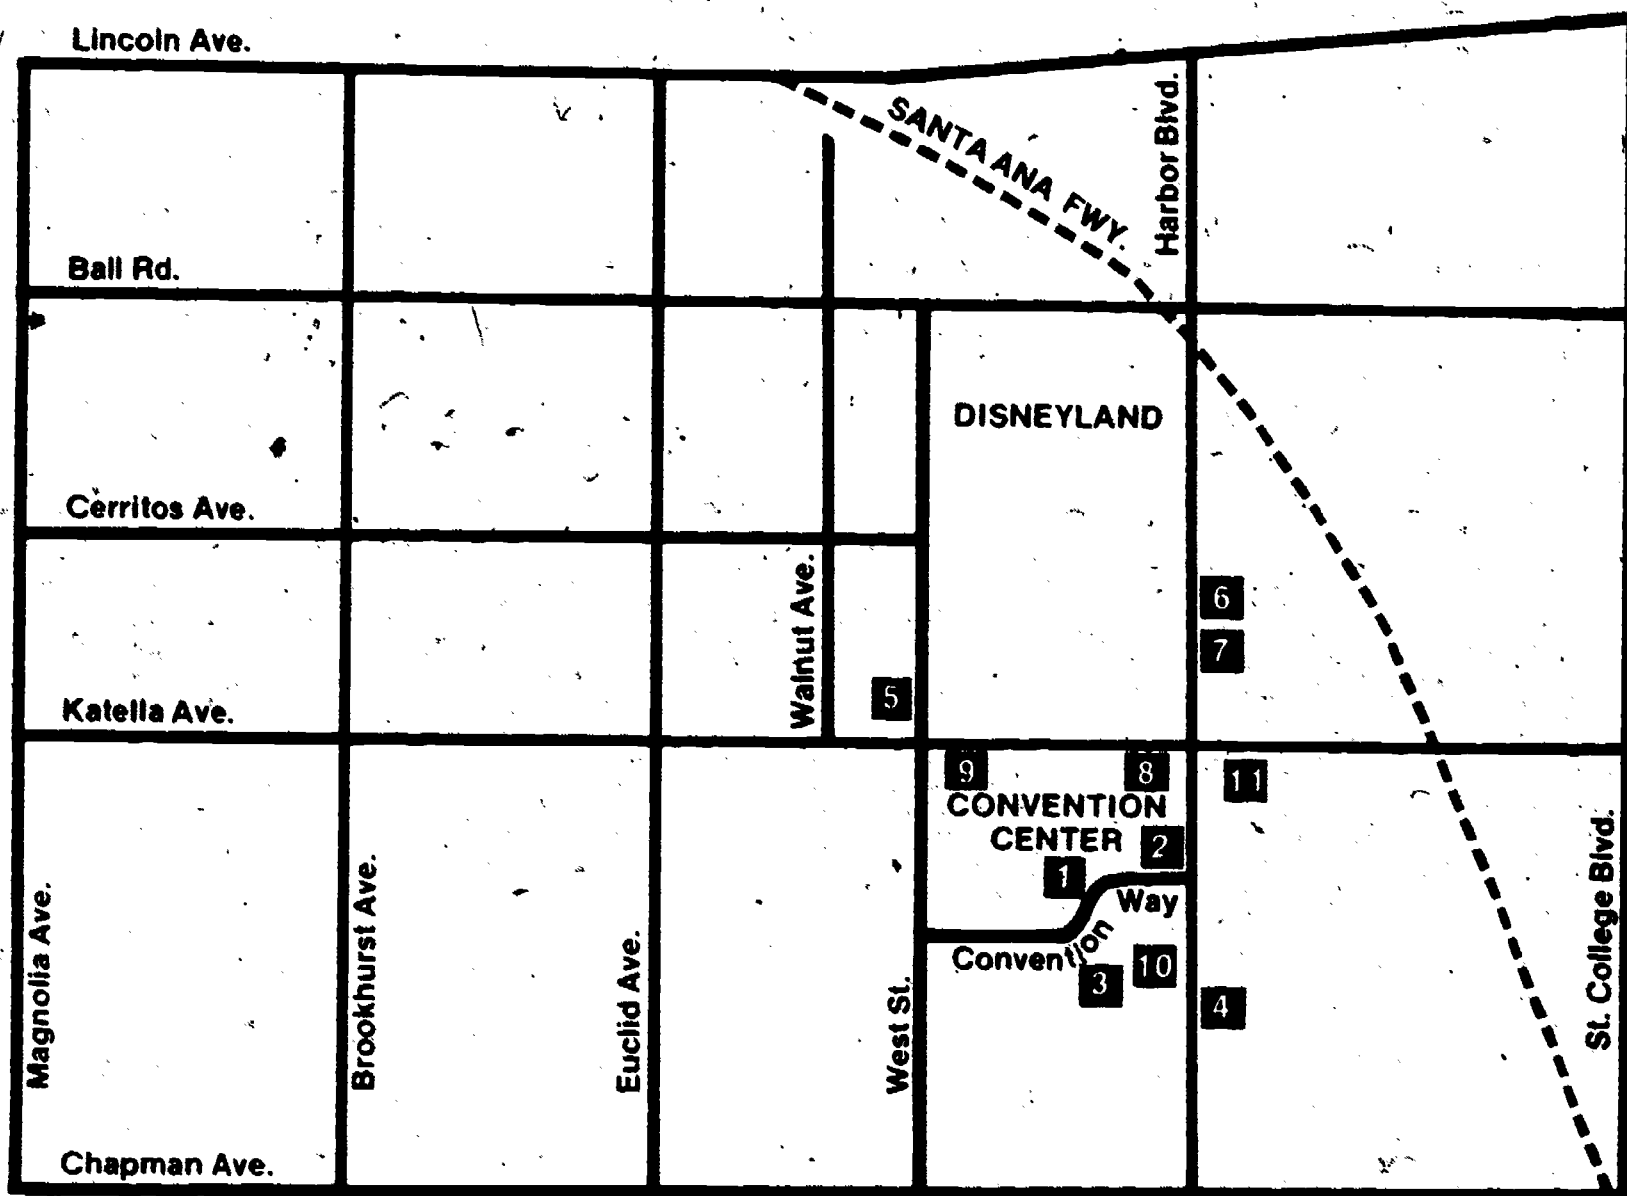 Lincoln Ave.
SANTA ANA FWY.
Harbor Blvd.
Ball Rd.
DISNEYLAND
Cerritos Ave.
Walnut Ave.
6
7
5
Katella Ave.
9
8
11
CONVENTION
CENTER
2
1
Convention Way
10
3
4
Magnolia Ave.
Brookhurst Ave.
Euclid Ave.
West St.
St. College Blvd.
Chapman Ave.